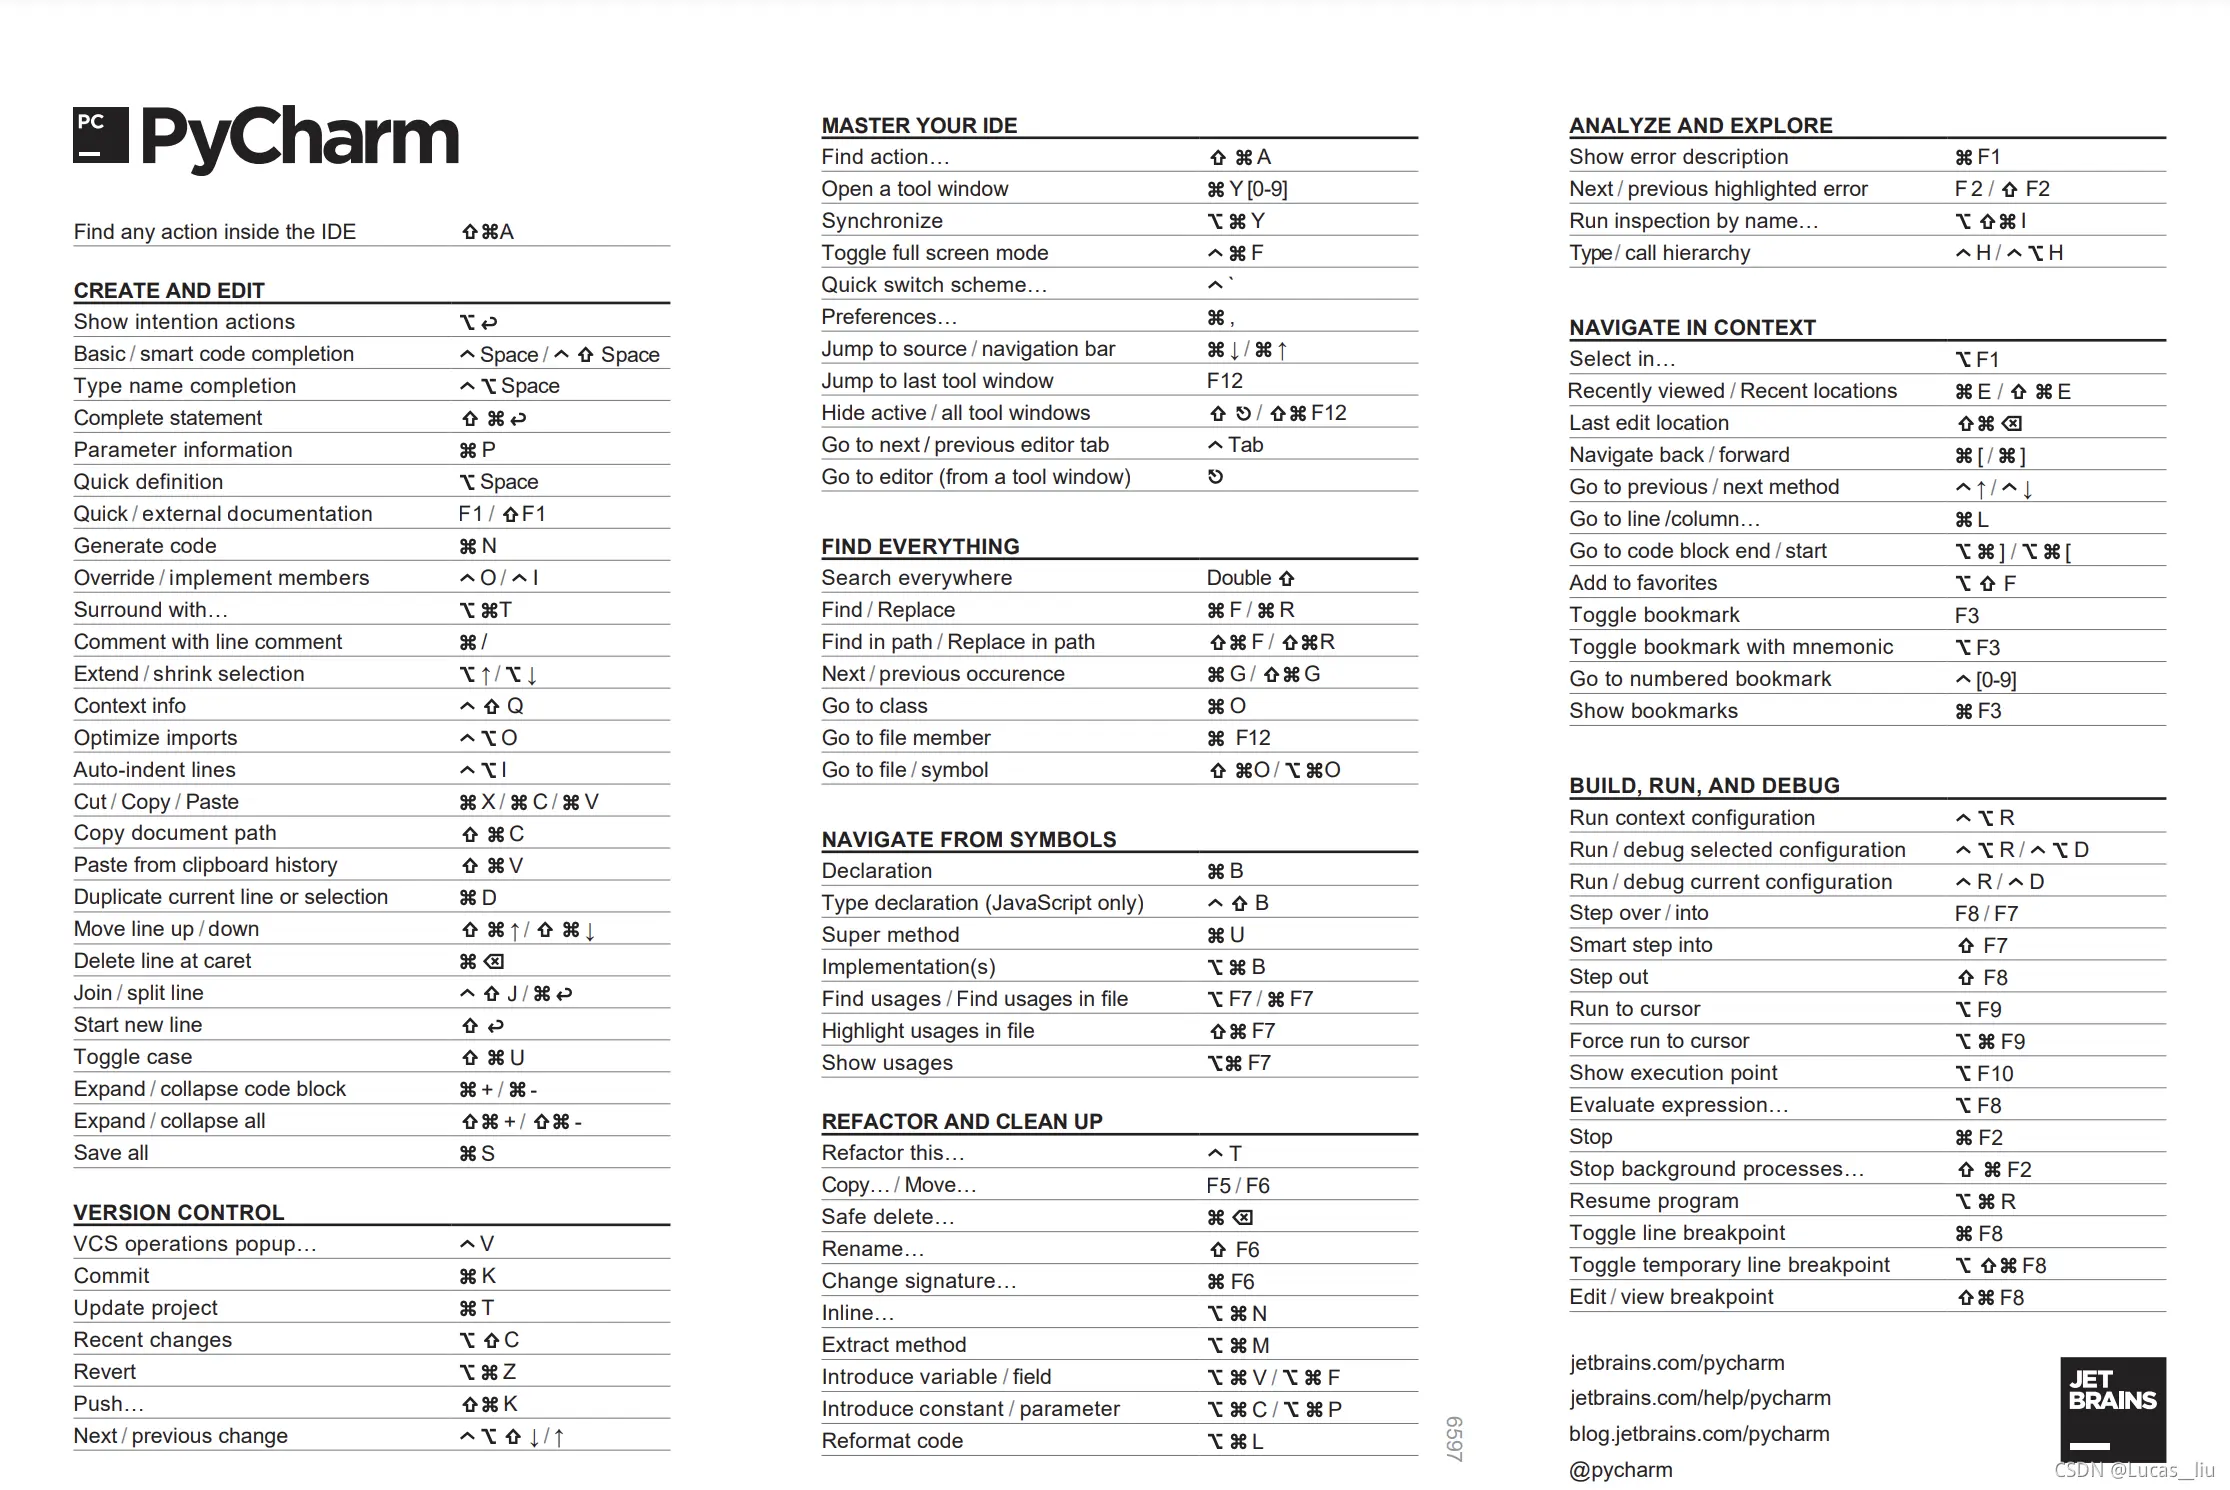 PC PyCharm
Find any action inside the IDE ⇧⌘A
CREATE AND EDIT
Show intention actions ⌥ ↩
Basic / smart code completion ⌃ Space / ⌃ ⇧ Space
Type name completion ⌃ ⌥ Space
Complete statement ⇧ ⌘ ↩
Parameter information ⌘ P
Quick definition ⌥ Space
Quick / external documentation F1 / ⇧F1
Generate code ⌘ N
Override / implement members ⌃ O / ⌃ I
Surround with… ⌥ ⌘T
Comment with line comment ⌘ /
Extend / shrink selection ⌥ ↑ / ⌥ ↓
Context info ⌃ ⇧ Q
Optimize imports ⌃ ⌥ O
Auto-indent lines ⌃ ⌥ I
Cut / Copy / Paste ⌘ X / ⌘ C / ⌘ V
Copy document path ⇧ ⌘ C
Paste from clipboard history ⇧ ⌘ V
Duplicate current line or selection ⌘ D
Move line up / down ⇧ ⌘ ↑ / ⇧ ⌘ ↓
Delete line at caret ⌘ ⌫
Join / split line ⌃ ⇧ J / ⌘ ↩
Start new line ⇧ ↩
Toggle case ⇧ ⌘ U
Expand / collapse code block ⌘ + / ⌘ -
Expand / collapse all ⇧⌘ + / ⇧⌘ -
Save all ⌘ S
VERSION CONTROL
VCS operations popup… ⌃ V
Commit ⌘ K
Update project ⌘ T
Recent changes ⌥ ⇧ C
Revert ⌥ ⌘ Z
Push… ⇧⌘ K
Next / previous change ⌃ ⌥ ⇧ ↓ / ↑
MASTER YOUR IDE
Find action… ⇧ ⌘ A
Open a tool window ⌘ Y [0-9]
Synchronize ⌥ ⌘ Y
Toggle full screen mode ⌃ ⌘ F
Quick switch scheme… ⌃ `
Preferences… ⌘ ,
Jump to source / navigation bar ⌘ ↓ / ⌘ ↑
Jump to last tool window F12
Hide active / all tool windows ⇧ ⎋ / ⇧⌘ F12
Go to next / previous editor tab ⌃ Tab
Go to editor (from a tool window) ⎋
FIND EVERYTHING
Search everywhere Double ⇧
Find / Replace ⌘ F / ⌘ R
Find in path / Replace in path ⇧⌘ F / ⇧⌘R
Next / previous occurence ⌘ G / ⇧⌘ G
Go to class ⌘ O
Go to file member ⌘ F12
Go to file / symbol ⇧ ⌘O / ⌥ ⌘O
NAVIGATE FROM SYMBOLS
Declaration ⌘ B
Type declaration (JavaScript only) ⌃ ⇧ B
Super method ⌘ U
Implementation(s) ⌥ ⌘ B
Find usages / Find usages in file ⌥ F7 / ⌘ F7
Highlight usages in file ⇧⌘ F7
Show usages ⌥⌘ F7
REFACTOR AND CLEAN UP
Refactor this… ⌃ T
Copy… / Move… F5 / F6
Safe delete… ⌘ ⌫
Rename… ⇧ F6
Change signature… ⌘ F6
Inline… ⌥ ⌘ N
Extract method ⌥ ⌘ M
Introduce variable / field ⌥ ⌘ V / ⌥ ⌘ F
Introduce constant / parameter ⌥ ⌘ C / ⌥ ⌘ P
Reformat code ⌥ ⌘ L
6597
ANALYZE AND EXPLORE
Show error description ⌘ F1
Next / previous highlighted error F 2 / ⇧ F2
Run inspection by name… ⌥ ⇧⌘ I
Type / call hierarchy ⌃ H / ⌃ ⌥ H
NAVIGATE IN CONTEXT
Select in… ⌥ F1
Recently viewed / Recent locations ⌘ E / ⇧ ⌘ E
Last edit location ⇧⌘ ⌫
Navigate back / forward ⌘ [ / ⌘ ]
Go to previous / next method ⌃ ↑ / ⌃ ↓
Go to line /column… ⌘ L
Go to code block end / start ⌥ ⌘ ] / ⌥ ⌘ [
Add to favorites ⌥ ⇧ F
Toggle bookmark F3
Toggle bookmark with mnemonic ⌥ F3
Go to numbered bookmark ⌃ [0-9]
Show bookmarks ⌘ F3
BUILD, RUN, AND DEBUG
Run context configuration ⌃ ⌥ R
Run / debug selected configuration ⌃ ⌥ R / ⌃ ⌥ D
Run / debug current configuration ⌃ R / ⌃ D
Step over / into F8 / F7
Smart step into ⇧ F7
Step out ⇧ F8
Run to cursor ⌥ F9
Force run to cursor ⌥ ⌘ F9
Show execution point ⌥ F10
Evaluate expression… ⌥ F8
Stop ⌘ F2
Stop background processes… ⇧ ⌘ F2
Resume program ⌥ ⌘ R
Toggle line breakpoint ⌘ F8
Toggle temporary line breakpoint ⌥ ⇧⌘ F8
Edit / view breakpoint ⇧⌘ F8
jetbrains.com/pycharm
jetbrains.com/help/pycharm
blog.jetbrains.com/pycharm
@pycharm
JET
BRAINS
CSDN @Lucas__liu